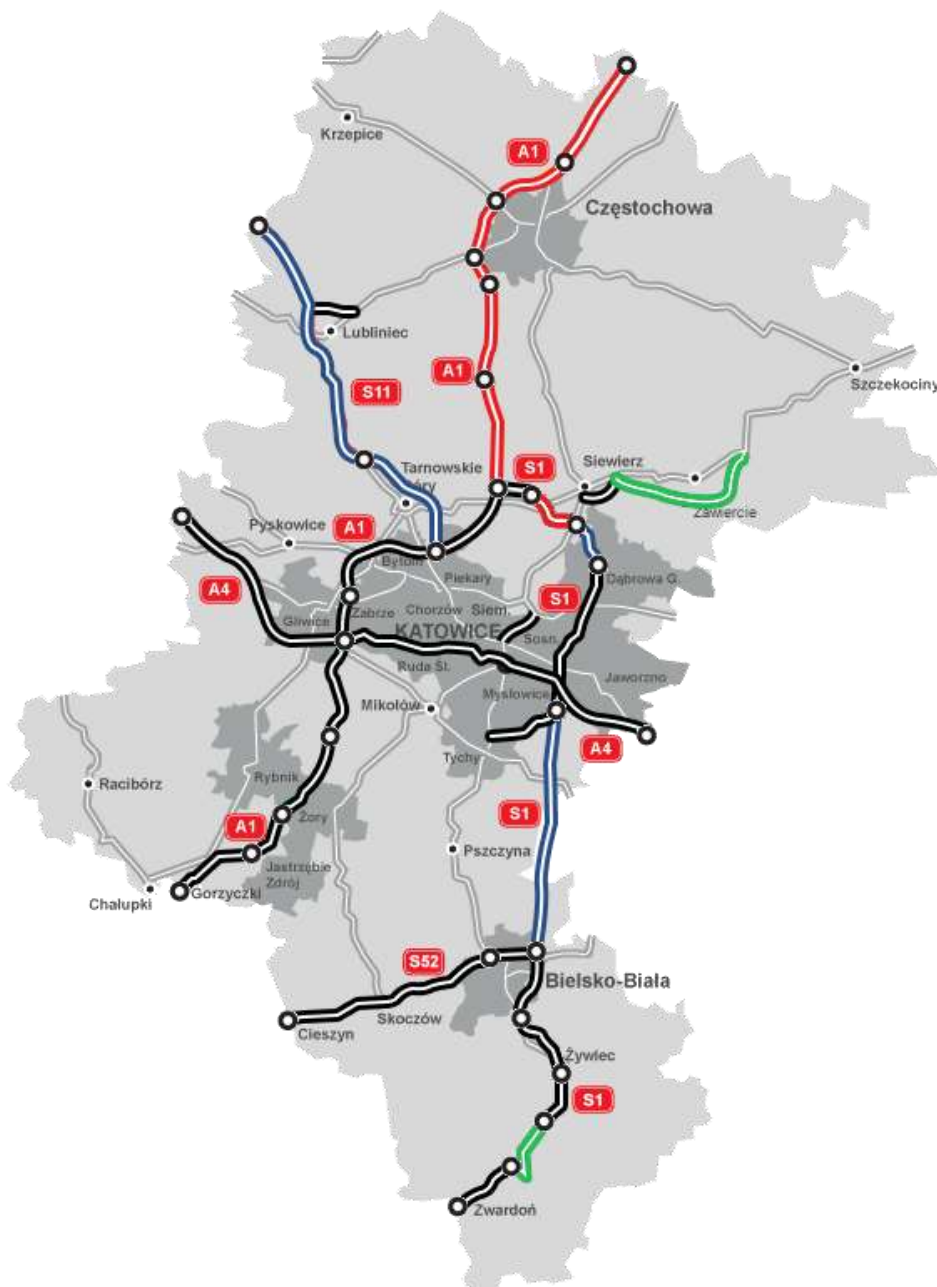 Krzepice
A1
Częstochowa
Lubliniec
A1
S11
Szczekociny
Tarnowskie
Góry
S1
Siewierz
Zawiercie
Pyskowice
A1
Bytom
Piekary
Dąbrowa G.
A4
S1
Gliwice
Zabrze
Chorzów
Siem.
KATOWICE
Sosn.
Ruda Śl.
Jaworzno
Mysłowice
Mikołów
A4
Tychy
Rybnik
Racibórz
S1
Żory
A1
Pszczyna
Jastrzębie
Zdrój
Gorzyczki
Chałupki
S52
Bielsko-Biała
Skoczów
Cieszyn
Żywiec
S1
Zwardoń